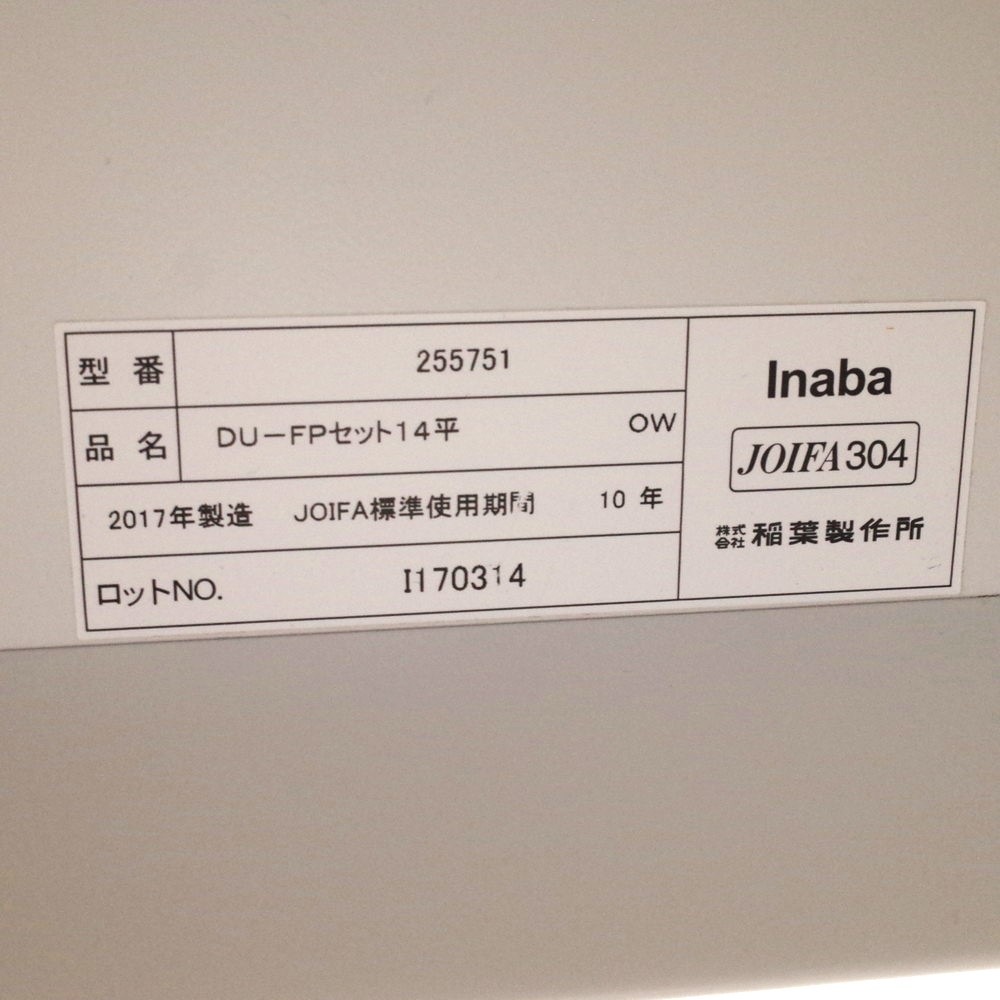 型番 255751
品名 DU－FPセット14平 OW
2017年製造 JOIFA標準使用期間 10年
ロットNO. I170314
Inaba
JOIFA304
株式会社 稲葉製作所